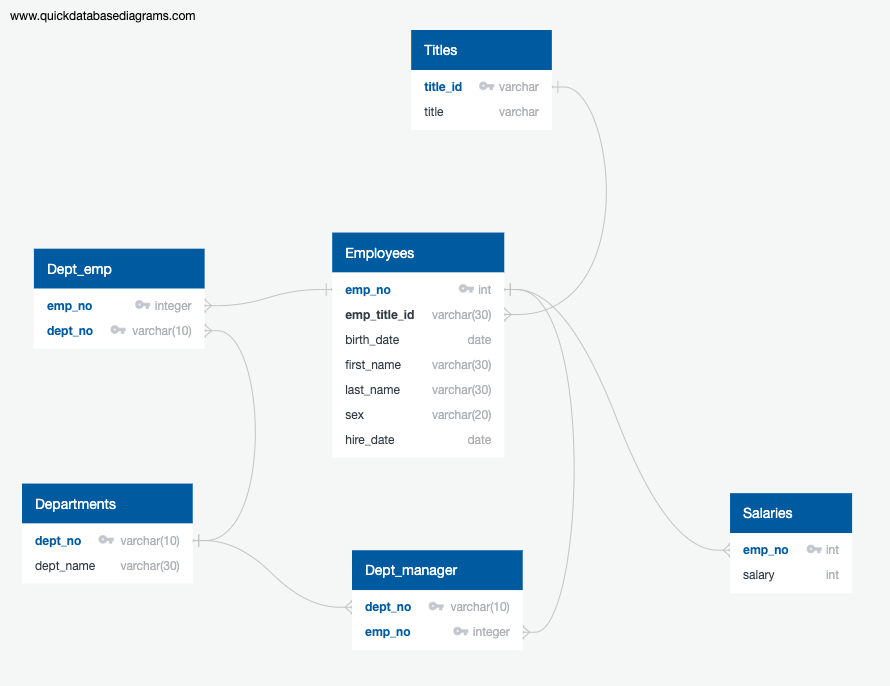 www.quickdatabasediagrams.com
Titles
title_id varchar
title varchar
Dept_emp
emp_no integer
dept_no varchar(10)
Employees
emp_no int
emp_title_id varchar(30)
birth_date date
first_name varchar(30)
last_name varchar(30)
sex varchar(20)
hire_date date
Departments
dept_no varchar(10)
dept_name varchar(30)
Dept_manager
dept_no varchar(10)
emp_no integer
Salaries
emp_no int
salary int